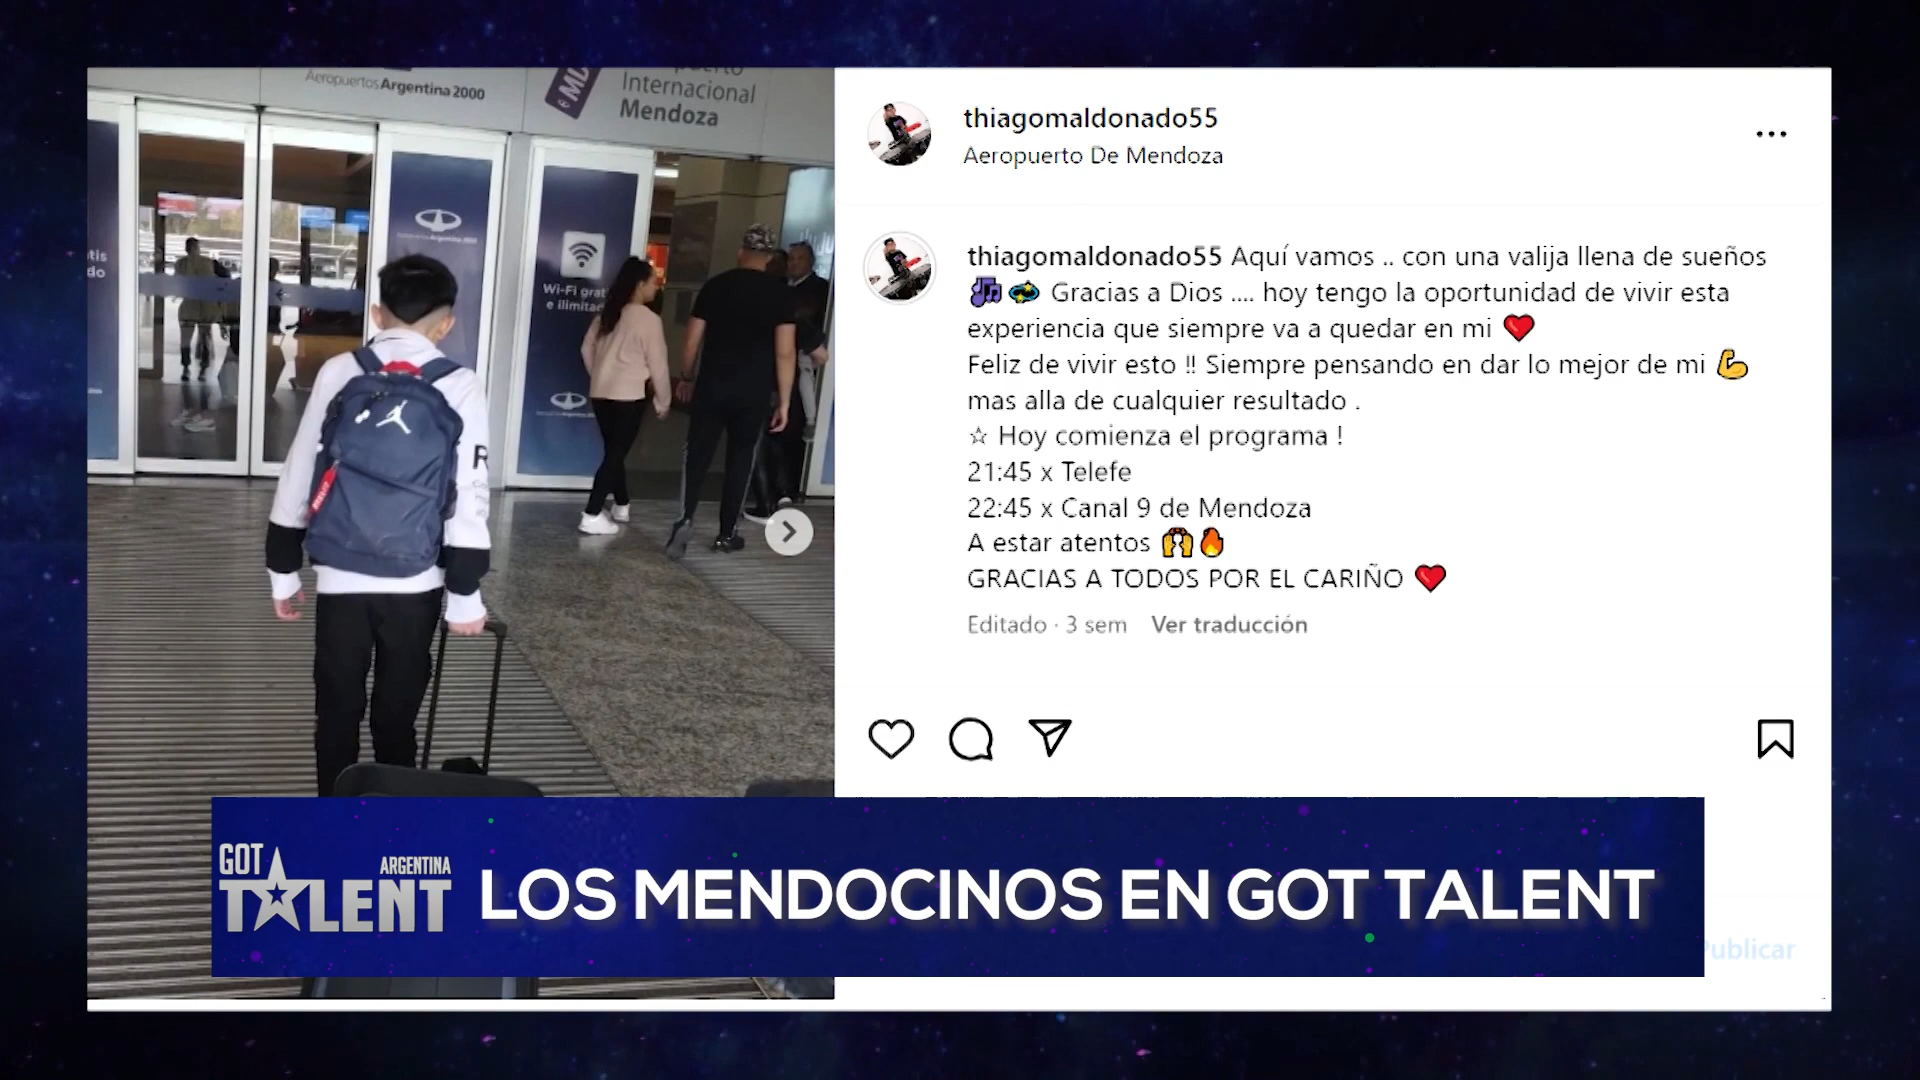 Aeropuertos Argentina 2000
Internacional
Mendoza
Wi-Fi
e
thiagomaldonado55
Aeropuerto De Mendoza
thiagomaldonado55 Aquí vamos .. con una valija llena de sueños
🎶💫 Gracias a Dios .... hoy tengo la oportunidad de vivir esta
experiencia que siempre va a quedar en mi ❤️
Feliz de vivir esto !! Siempre pensando en dar lo mejor de mi 💪
mas alla de cualquier resultado .
☆ Hoy comienza el programa !
21:45 x Telefe
22:45 x Canal 9 de Mendoza
A estar atentos 🙌🔥
GRACIAS A TODOS POR EL CARIÑO ❤️
Editado · 3 sem Ver traducción
GOT
ARGENTINA
TALENT
LOS MENDOCINOS EN GOT TALENT
Publicar